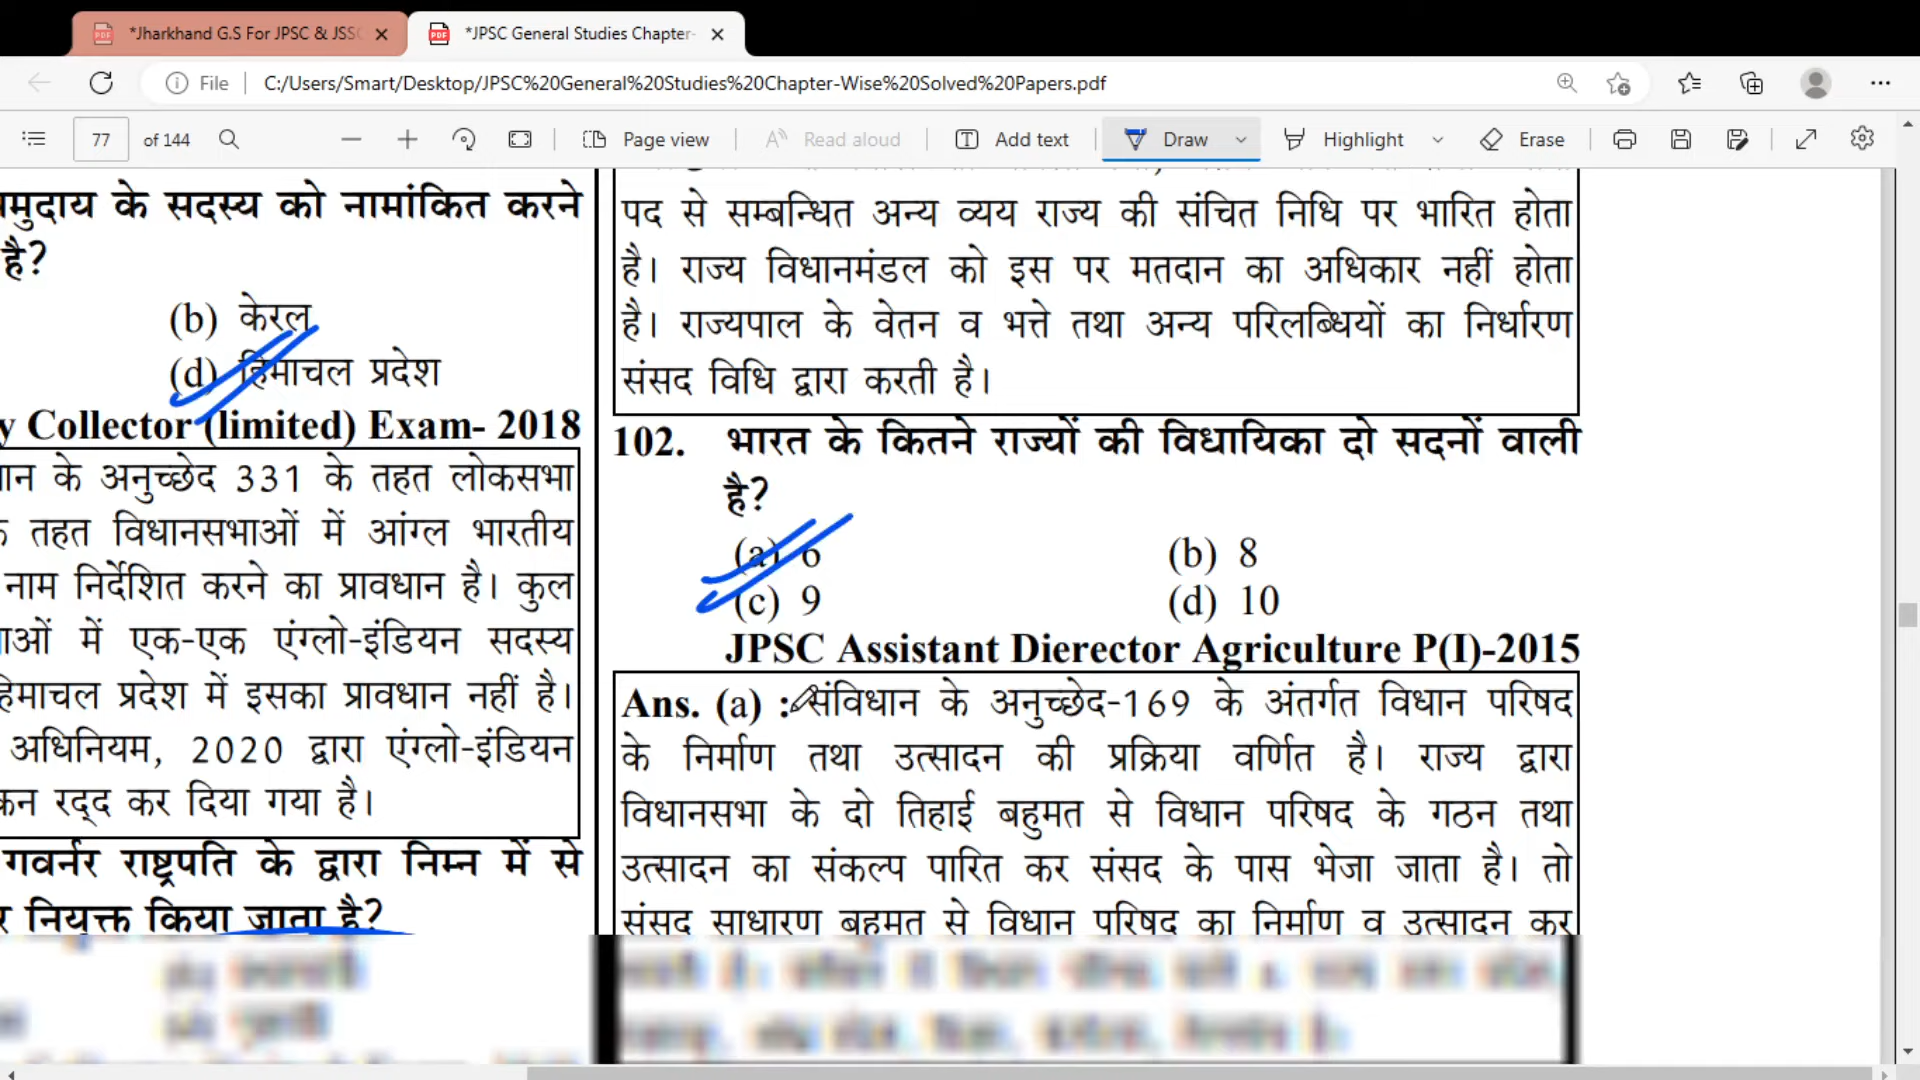 *Jharkhand G.S For JPSC & JSSC
*JPSC General Studies Chapter-
File
C:/Users/Smart/Desktop/JPSC%20General%20Studies%20Chapter-Wise%20Solved%20Papers.pdf
77 of 144
Page view
Read aloud
Add text
Draw
Highlight
Erase
के सदस्य को नामांकित करने
है?
(b) केरल
(d) हिमाचल प्रदेश
y Collector (limited) Exam- 2018
के अनुच्छेद 331 के तहत लोकसभा
तहत विधानसभाओं में आंग्ल भारतीय
नाम निर्देशित करने का प्रावधान है। कुल
में एक-एक एंग्लो-इंडियन सदस्य
हिमाचल प्रदेश में इसका प्रावधान नहीं है।
अधिनियम, 2020 द्वारा एंग्लो-इंडियन
रद्द कर दिया गया है।
गवर्नर राष्ट्रपति के द्वारा निम्न में से
नियुक्त किया जाता है?
पद से सम्बन्धित अन्य व्यय राज्य की संचित निधि पर भारित होता
है। राज्य विधानमंडल को इस पर मतदान का अधिकार नहीं होता
है। राज्यपाल के वेतन व भत्ते तथा अन्य परिलब्धियों का निर्धारण
संसद विधि द्वारा करती है।
102. भारत के कितने राज्यों की विधायिका दो सदनों वाली
है?
(a) 6 (b) 8
(c) 9 (d) 10
JPSC Assistant Dierector Agriculture P(I)-2015
Ans. (a) : संविधान के अनुच्छेद-169 के अंतर्गत विधान परिषद
के निर्माण तथा उत्सादन की प्रक्रिया वर्णित है। राज्य द्वारा
विधानसभा के दो तिहाई बहुमत से विधान परिषद के गठन तथा
उत्सादन का संकल्प पारित कर संसद के पास भेजा जाता है। तो
संसद साधारण बहुमत से विधान परिषद का निर्माण व उत्सादन कर